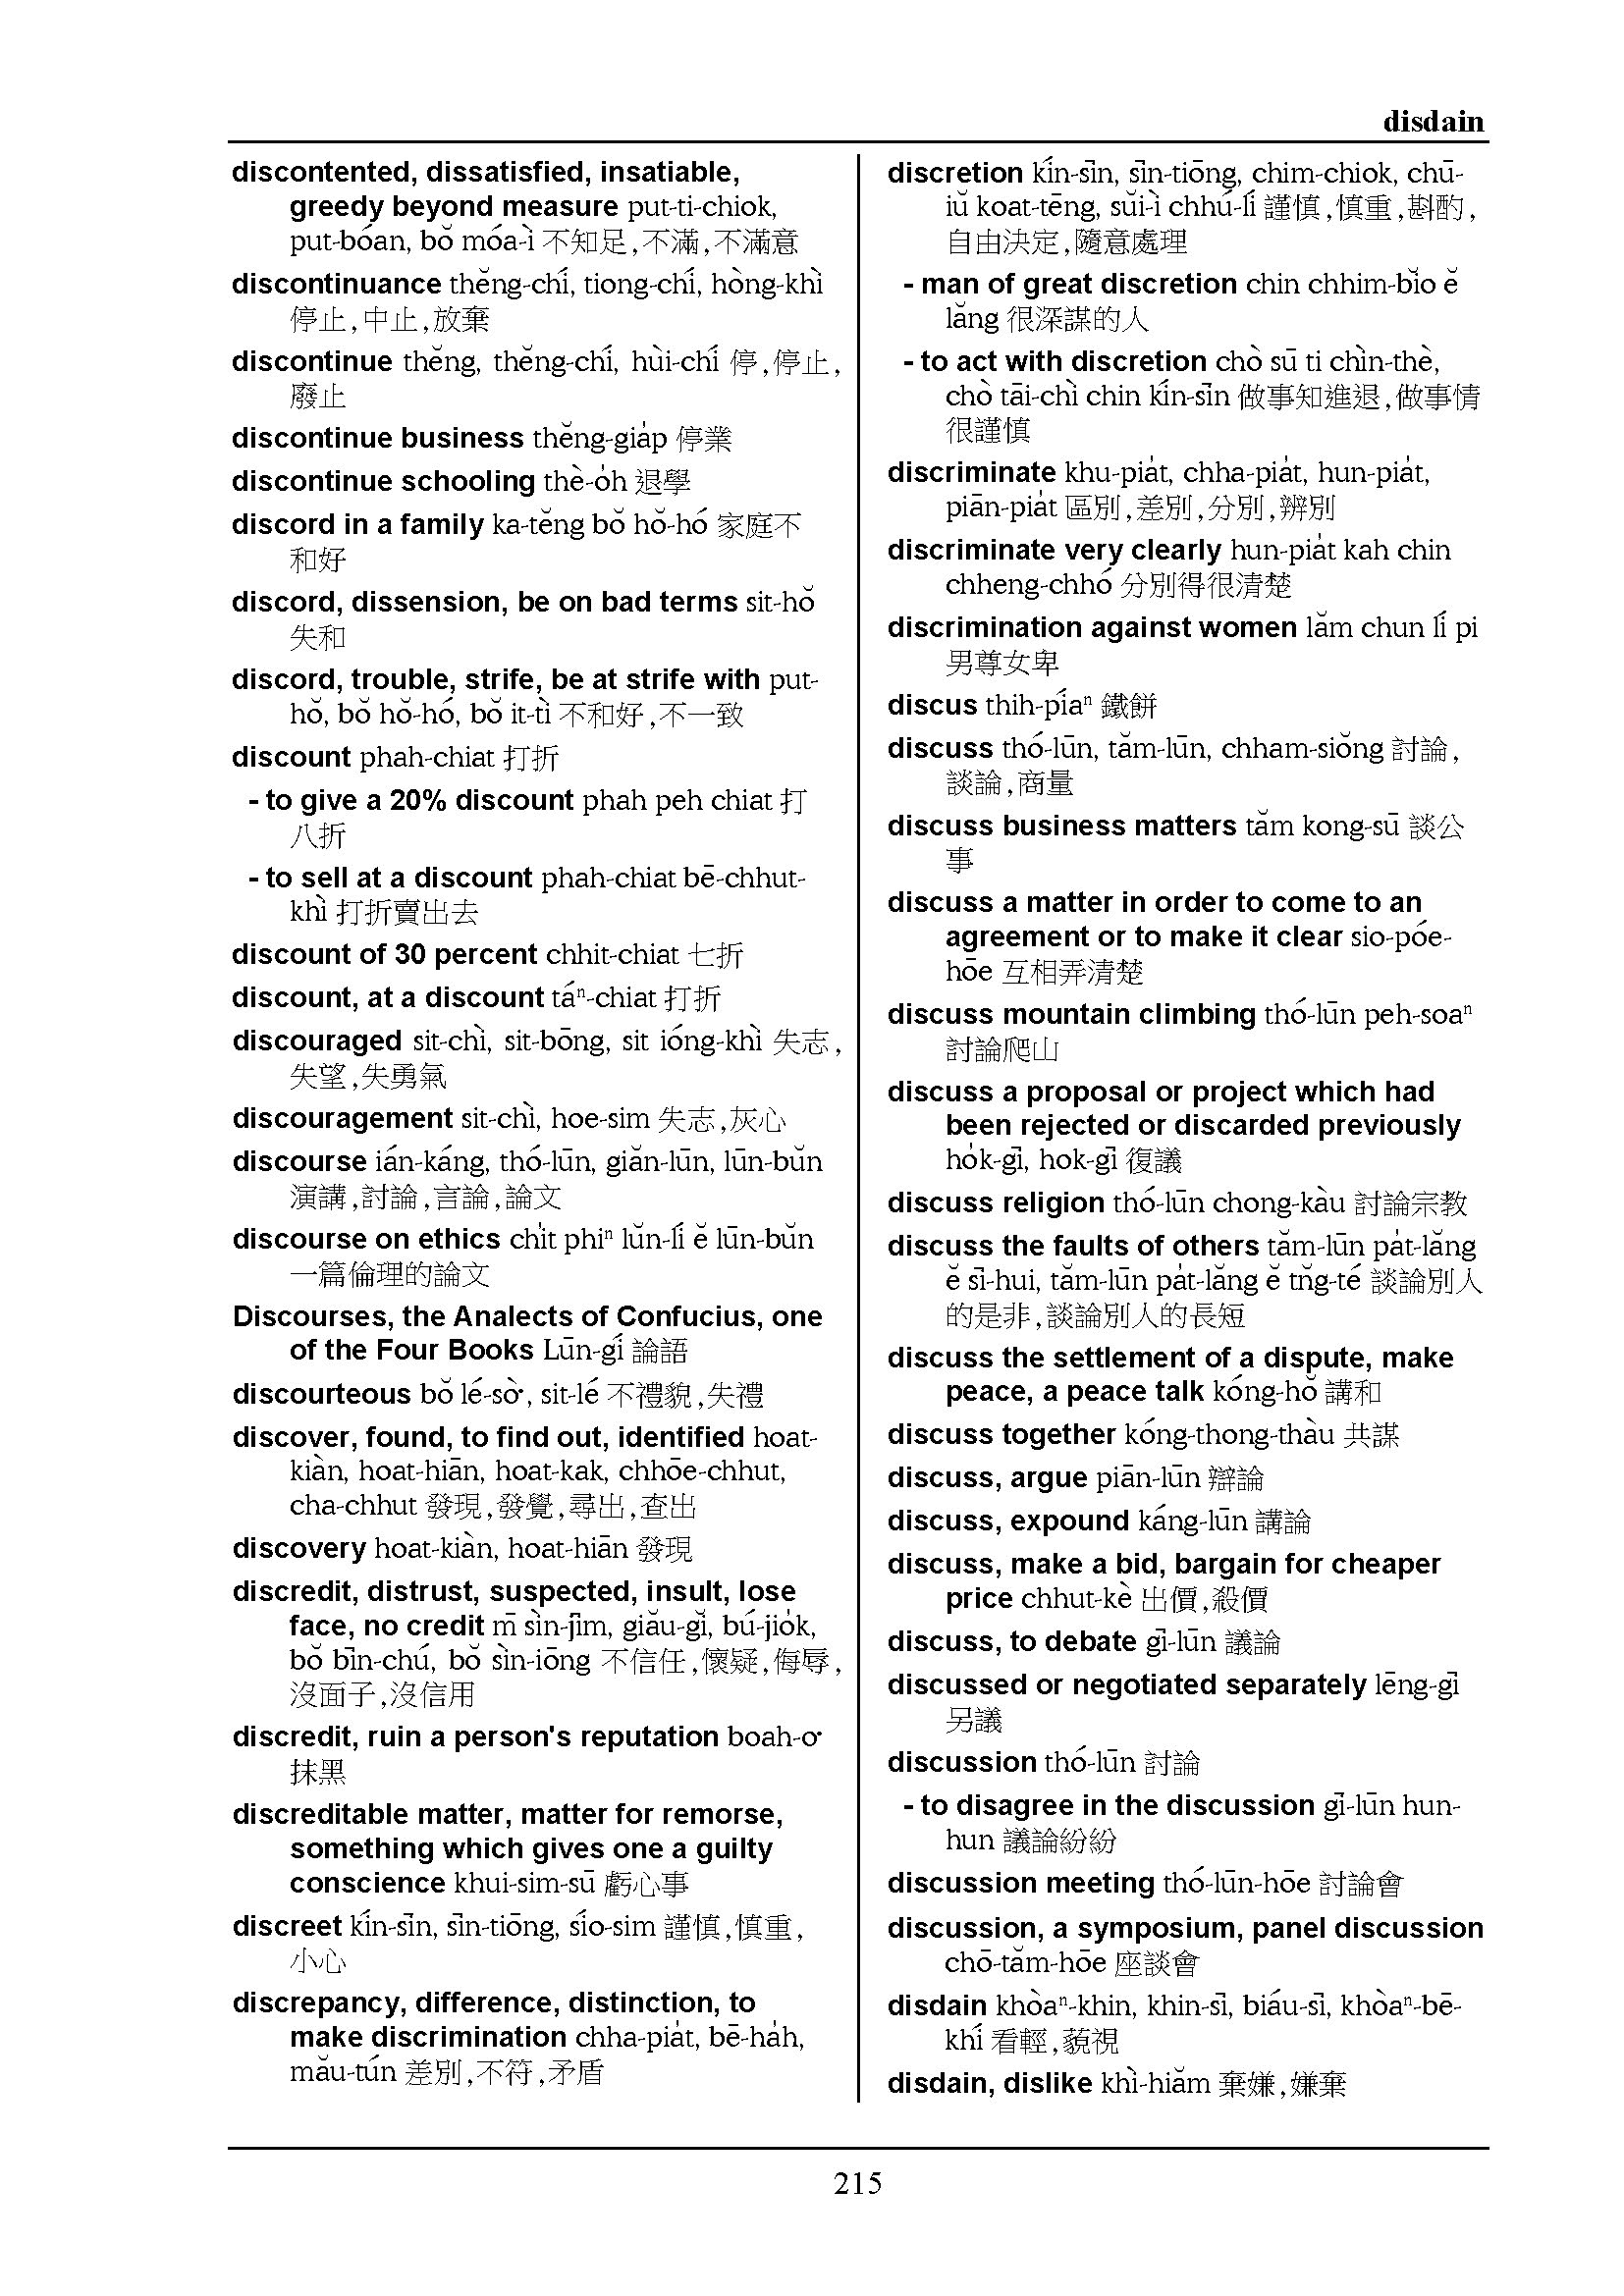 disdain
discontented, dissatisfied, insatiable,
greedy beyond measure put-ti-chiok,
put-bóan, bŏ móa-ì 不知足,不滿,不滿意
discontinuance thĕng-chí, tiong-chí, hòng-khì
停止,中止,放棄
discontinue thĕng, thĕng-chí, hùi-chí 停,停止,
廢止
discontinue business thĕng-gia̍p 停業
discontinue schooling thè-o̍h 退學
discord in a family ka-tĕng bŏ hŏ-hó 家庭不
和好
discord, dissension, be on bad terms sit-hŏ
失和
discord, trouble, strife, be at strife with put-
hŏ, bŏ hŏ-hó, bŏ it-tì 不和好,不一致
discount phah-chiat 打折
- to give a 20% discount phah peh chiat 打
八折
- to sell at a discount phah-chiat bē-chhut-
khì 打折賣出去
discount of 30 percent chhit-chiat 七折
discount, at a discount táⁿ-chiat 打折
discouraged sit-chì, sit-bōng, sit ióng-khì 失志,
失望,失勇氣
discouragement sit-chì, hoe-sim 失志,灰心
discourse ián-káng, thó-lūn, giăn-lūn, lūn-bŭn
演講,討論,言論,論文
discourse on ethics chi̍t phiⁿ lŭn-lí ĕ lūn-bŭn
一篇倫理的論文
Discourses, the Analects of Confucius, one
of the Four Books Lūn-gí 論語
discourteous bŏ lé-sò͘, sit-lé 不禮貌,失禮
discover, found, to find out, identified hoat-
kiàn, hoat-hiān, hoat-kak, chhōe-chhut,
cha-chhut 發現,發覺,尋出,查出
discovery hoat-kiàn, hoat-hiān 發現
discredit, distrust, suspected, insult, lose
face, no credit m̄ sìn-jīm, giău-gĭ, bú-jio̍k,
bŏ bīn-chú, bŏ sìn-iōng 不信任,懷疑,侮辱,
沒面子,沒信用
discredit, ruin a person's reputation boah-o͘
抹黑
discreditable matter, matter for remorse,
something which gives one a guilty
conscience khui-sim-sū 虧心事
discreet kín-sīn, sīn-tiōng, sío-sim 謹慎,慎重,
小心
discrepancy, difference, distinction, to
make discrimination chha-pia̍t, bē-ha̍h,
mău-tún 差別,不符,矛盾
discretion kín-sīn, sīn-tiōng, chim-chiok, chū-
iŭ koat-tēng, sŭi-ì chhú-lí 謹慎,慎重,斟酌,
自由決定,隨意處理
- man of great discretion chin chhim-bĭo ĕ
lăng 很深謀的人
- to act with discretion chò sū ti chìn-thè,
chò tāi-chì chin kín-sīn 做事知進退,做事情
很謹慎
discriminate khu-pia̍t, chha-pia̍t, hun-pia̍t,
piān-pia̍t 區別,差別,分別,辨別
discriminate very clearly hun-pia̍t kah chin
chheng-chhó 分別得很清楚
discrimination against women lăm chun lí pi
男尊女卑
discus thih-píaⁿ 鐵餅
discuss thó-lūn, tăm-lūn, chham-siŏng 討論,
談論,商量
discuss business matters tăm kong-sū 談公
事
discuss a matter in order to come to an
agreement or to make it clear sio-póe-
hōe 互相弄清楚
discuss mountain climbing thó-lūn peh-soaⁿ
討論爬山
discuss a proposal or project which had
been rejected or discarded previously
ho̍k-gī, hok-gī 復議
discuss religion thó-lūn chong-kàu 討論宗教
discuss the faults of others tăm-lūn pa̍t-lăng
ĕ sī-hui, tăm-lūn pa̍t-lăng ĕ tn̆g-té 談論別人
的是非,談論別人的長短
discuss the settlement of a dispute, make
peace, a peace talk kóng-hŏ 講和
discuss together kóng-thong-thàu 共謀
discuss, argue piān-lūn 辯論
discuss, expound káng-lūn 講論
discuss, make a bid, bargain for cheaper
price chhut-kè 出價,殺價
discuss, to debate gī-lūn 議論
discussed or negotiated separately lēng-gī
另議
discussion thó-lūn 討論
- to disagree in the discussion gī-lūn hun-
hun 議論紛紛
discussion meeting thó-lūn-hōe 討論會
discussion, a symposium, panel discussion
chō-tăm-hōe 座談會
disdain khòaⁿ-khin, khin-sī, biáu-sī, khòaⁿ-bē-
khí 看輕,藐視
disdain, dislike khì-hiăm 棄嫌,嫌棄
215